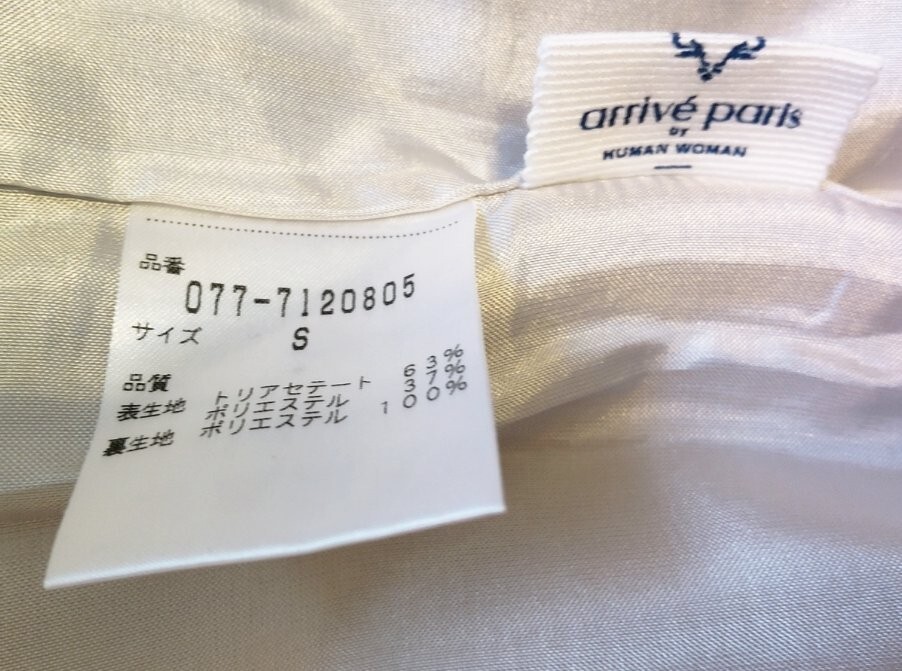 arrivé paris
BY
HUMAN WOMAN
品番
077-7120805
サイズ S
品質
表生地 トリアセテート 63%
ポリエステル 37%
裏生地 ポリエステル 100%